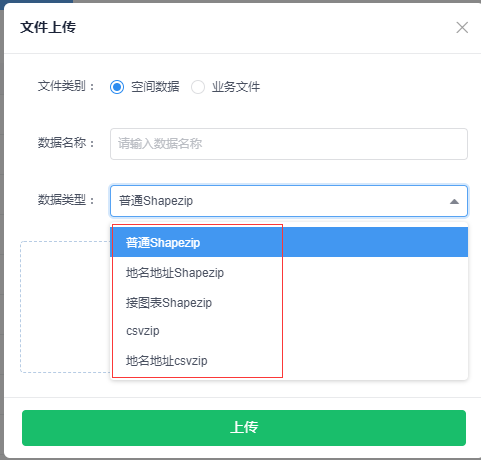 文件上传
文件类别： 空间数据 业务文件
数据名称： 请输入数据名称
数据类型： 普通Shapezip
普通Shapezip
地名地址Shapezip
接图表Shapezip
csvzip
地名地址csvzip
上传